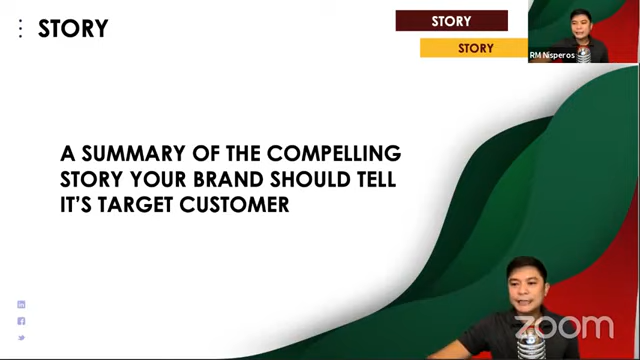 STORY
STORY
STORY
RM Nisperos
A SUMMARY OF THE COMPELLING
STORY YOUR BRAND SHOULD TELL
IT'S TARGET CUSTOMER
zoom